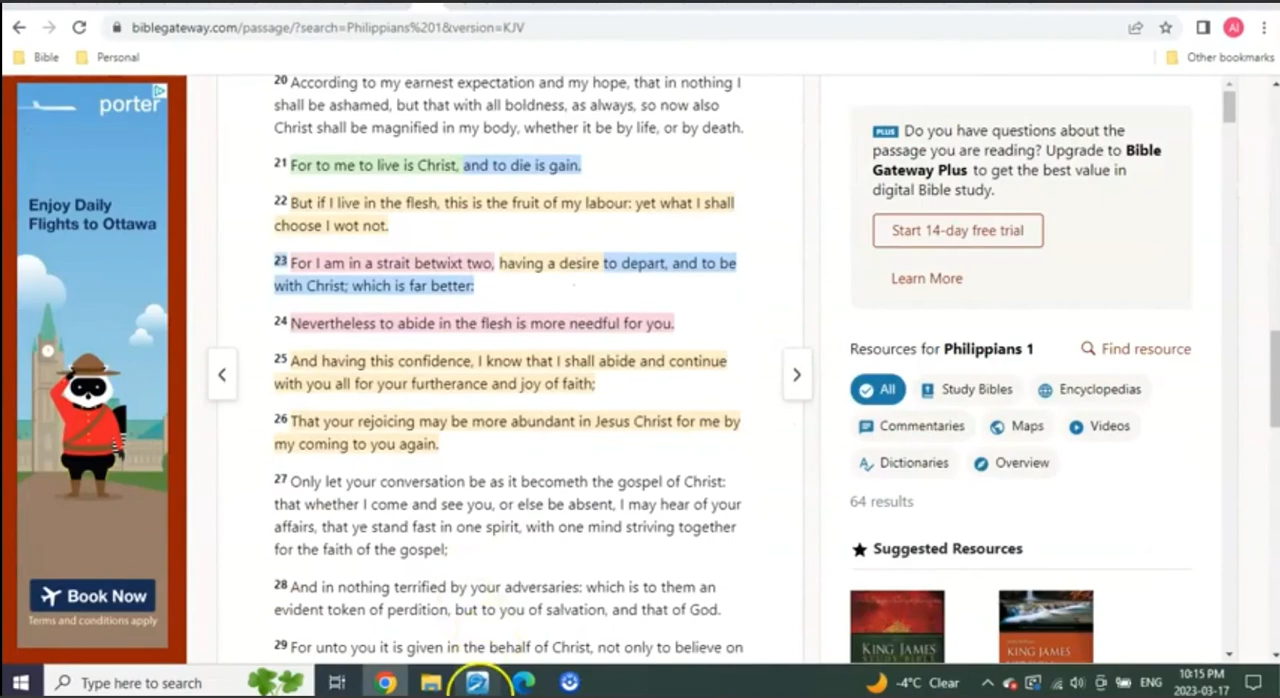 biblegateway.com/passage/?search=Philippians%201&version=KJV
AI
Bible
Personal
Other bookmarks
porter
Enjoy Daily
Flights to Ottawa
Book Now
Terms and conditions apply
20 According to my earnest expectation and my hope, that in nothing I
shall be ashamed, but that with all boldness, as always, so now also
Christ shall be magnified in my body, whether it be by life, or by death.
21 For to me to live is Christ, and to die is gain.
22 But if I live in the flesh, this is the fruit of my labour: yet what I shall
choose I wot not.
23 For I am in a strait betwixt two, having a desire to depart, and to be
with Christ; which is far better:
24 Nevertheless to abide in the flesh is more needful for you.
25 And having this confidence, I know that I shall abide and continue
with you all for your furtherance and joy of faith;
26 That your rejoicing may be more abundant in Jesus Christ for me by
my coming to you again.
27 Only let your conversation be as it becometh the gospel of Christ:
that whether I come and see you, or else be absent, I may hear of your
affairs, that ye stand fast in one spirit, with one mind striving together
for the faith of the gospel;
28 And in nothing terrified by your adversaries: which is to them an
evident token of perdition, but to you of salvation, and that of God.
29 For unto you it is given in the behalf of Christ, not only to believe on
PLUS Do you have questions about the
passage you are reading? Upgrade to Bible
Gateway Plus to get the best value in
digital Bible study.
Start 14-day free trial
Learn More
Resources for Philippians 1
Find resource
All
Study Bibles
Encyclopedias
Commentaries
Maps
Videos
Dictionaries
Overview
64 results
Suggested Resources
KING JAMES
STUDY BIBLE
KING JAMES
Type here to search
-4°C Clear
ENG
10:15 PM
2023-03-17